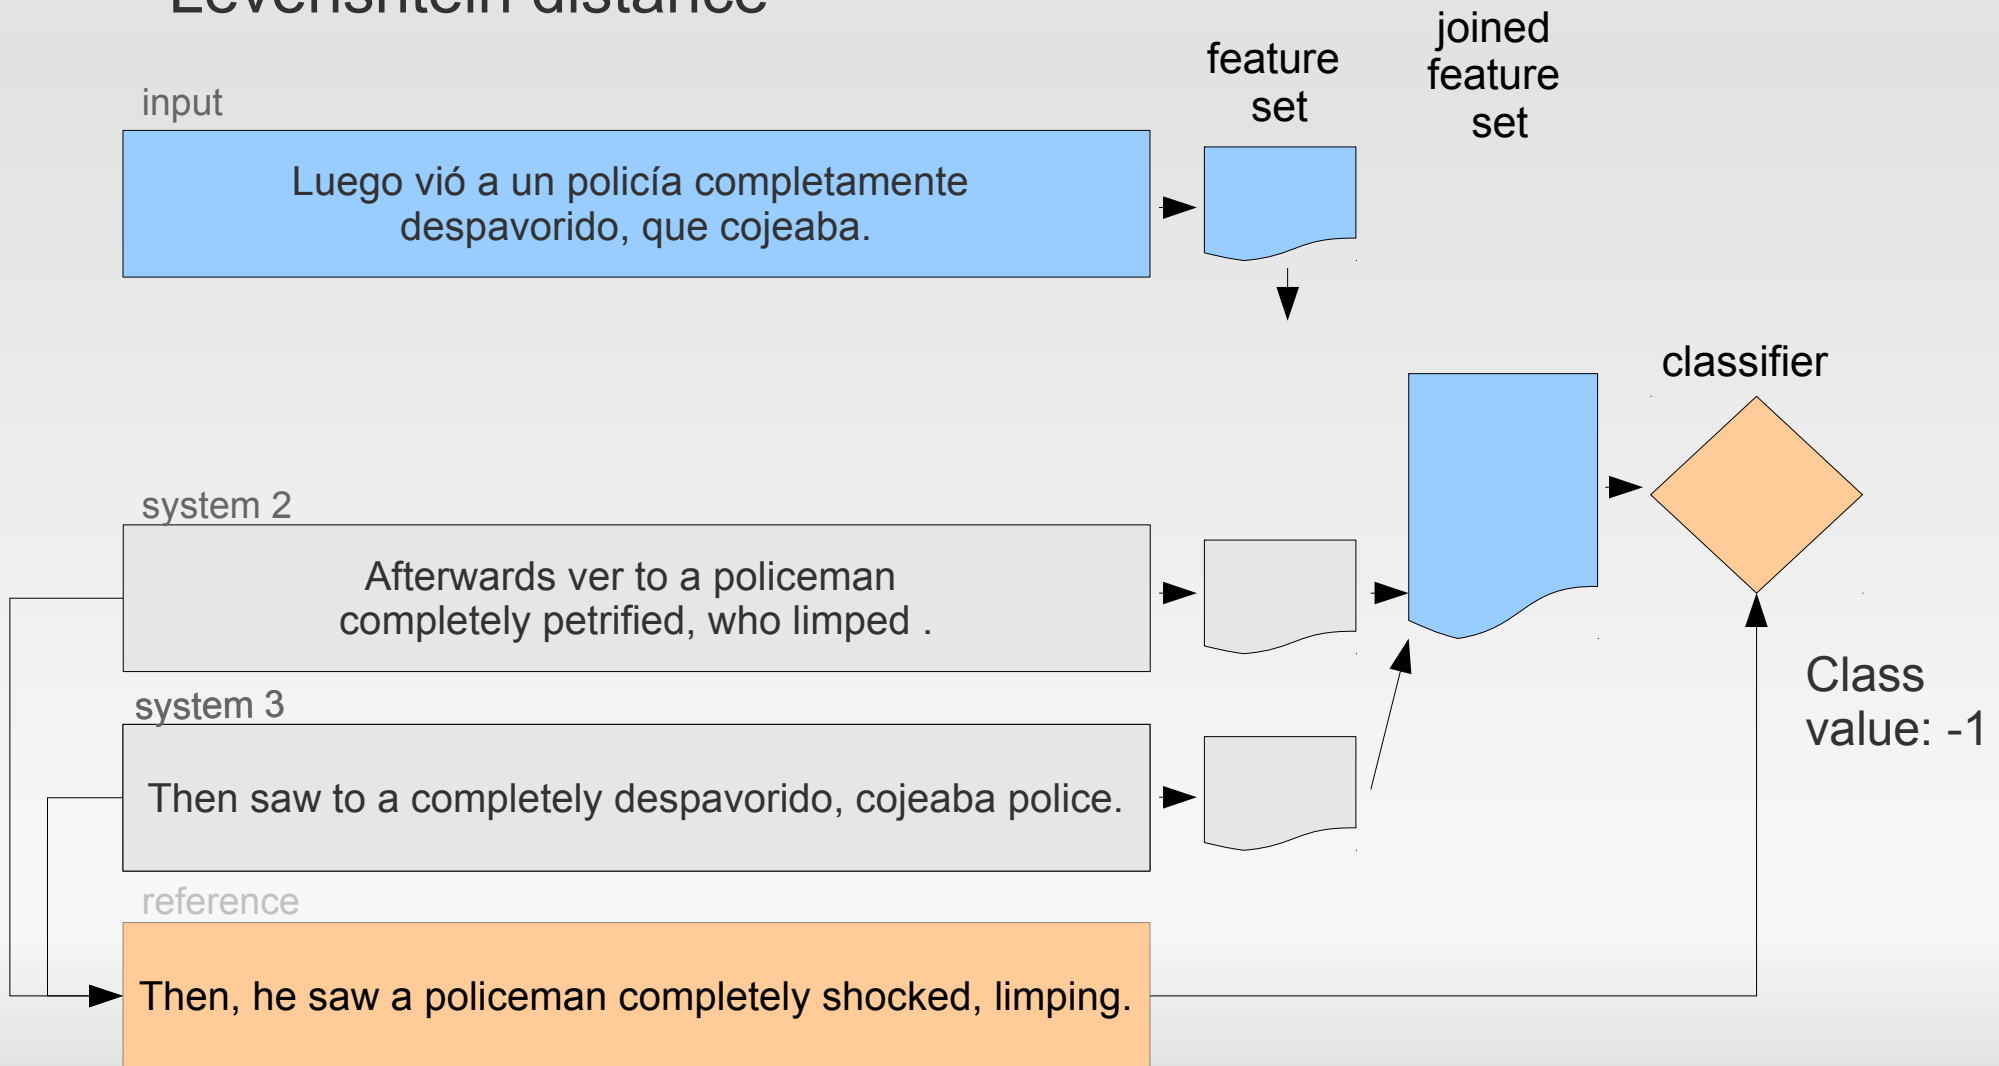 Levenshtein distance
feature
set
joined
feature
set
input
Luego vió a un policía completamente
despavorido, que cojeaba.
classifier
system 2
Afterwards ver to a policeman
completely petrified, who limped .
Class
value: -1
system 3
Then saw to a completely despavorido, cojeaba police.
reference
Then, he saw a policeman completely shocked, limping.